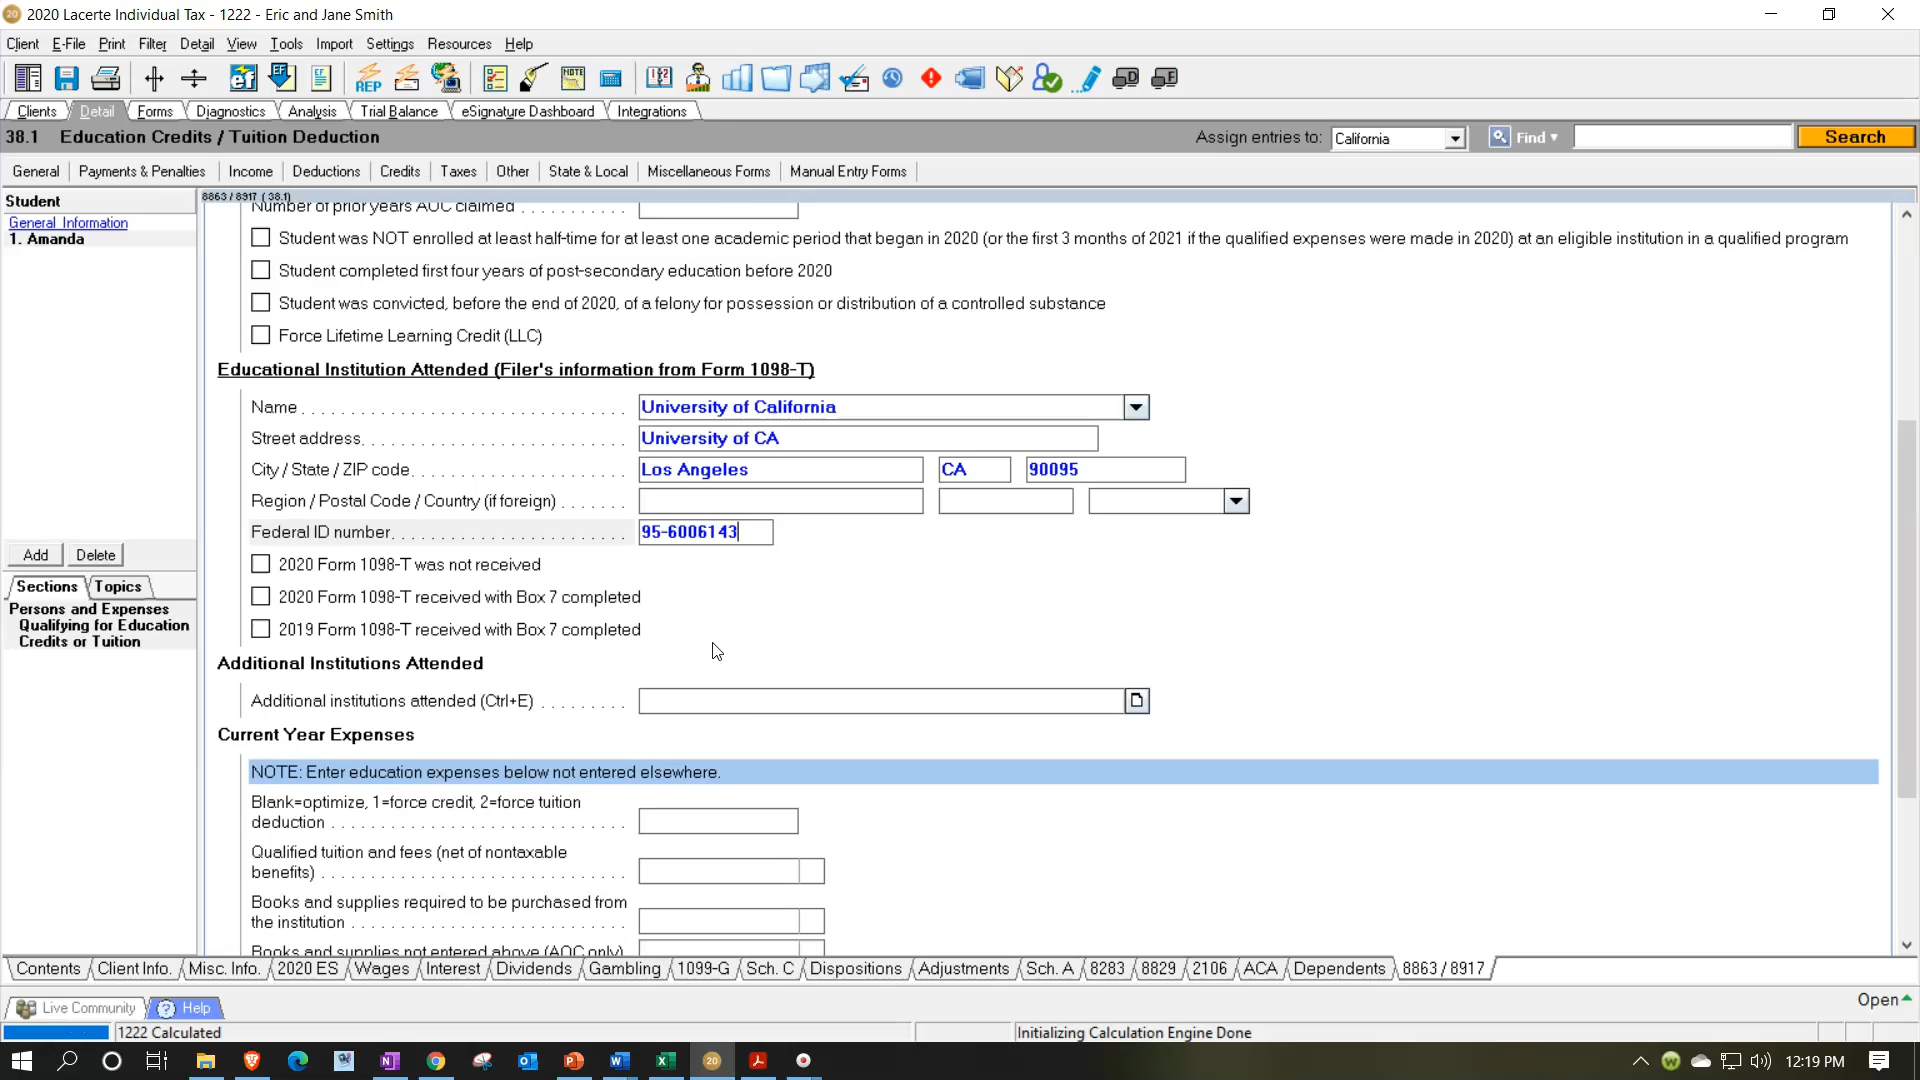 20 2020 Lacerte Individual Tax - 1222 - Eric and Jane Smith
Client E-File Print Filter Detail View Tools Import Settings Resources Help
REP NOTE
Clients Detail Forms Diagnostics Analysis Trial Balance eSignature Dashboard Integrations
38.1 Education Credits / Tuition Deduction Assign entries to: California Find Search
General Payments & Penalties Income Deductions Credits Taxes Other State & Local Miscellaneous Forms Manual Entry Forms
Student
General Information
1. Amanda
Add Delete
Sections Topics
Persons and Expenses
Qualifying for Education
Credits or Tuition
8863 / 8917 ( 38.1)
Number of prior years AOC claimed
Student was NOT enrolled at least half-time for at least one academic period that began in 2020 (or the first 3 months of 2021 if the qualified expenses were made in 2020) at an eligible institution in a qualified program
Student completed first four years of post-secondary education before 2020
Student was convicted, before the end of 2020, of a felony for possession or distribution of a controlled substance
Force Lifetime Learning Credit (LLC)
Educational Institution Attended (Filer's information from Form 1098-T)
Name University of California
Street address University of CA
City / State / ZIP code Los Angeles CA 90095
Region / Postal Code / Country (if foreign)
Federal ID number 95-6006143
2020 Form 1098-T was not received
2020 Form 1098-T received with Box 7 completed
2019 Form 1098-T received with Box 7 completed
Additional Institutions Attended
Additional institutions attended (Ctrl+E)
Current Year Expenses
NOTE: Enter education expenses below not entered elsewhere.
Blank=optimize, 1=force credit, 2=force tuition
deduction
Qualified tuition and fees (net of nontaxable
benefits)
Books and supplies required to be purchased from
the institution
Books and supplies not entered above (AOC only)
Contents Client Info. Misc. Info. 2020 ES Wages Interest Dividends Gambling 1099-G Sch. C Dispositions Adjustments Sch. A 8283 8829 2106 ACA Dependents 8863 / 8917
Live Community Help Open
1222 Calculated Initializing Calculation Engine Done
12:19 PM